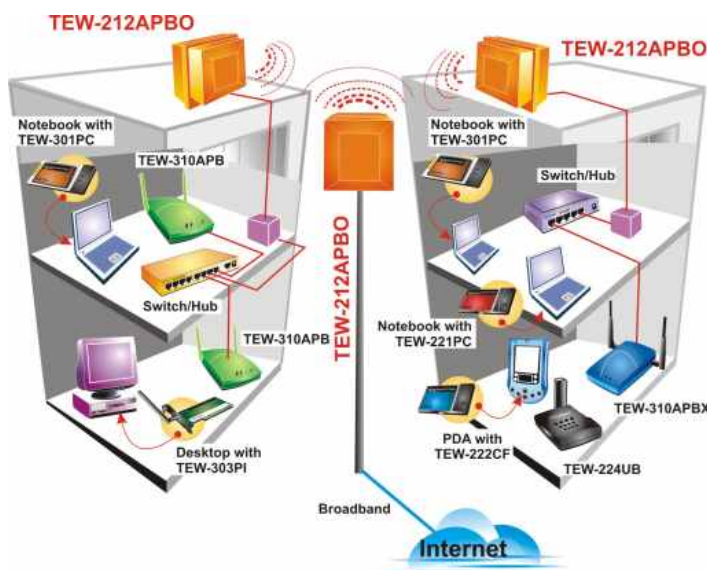 TEW-212APBO
TEW-212APBO
Notebook with
TEW-301PC
TEW-310APB
Switch/Hub
TEW-310APB
Desktop with
TEW-303PI
TEW-212APBO
Notebook with
TEW-301PC
Switch/Hub
Notebook with
TEW-221PC
TEW-310APBX
PDA with
TEW-222CF
TEW-224UB
Broadband
Internet